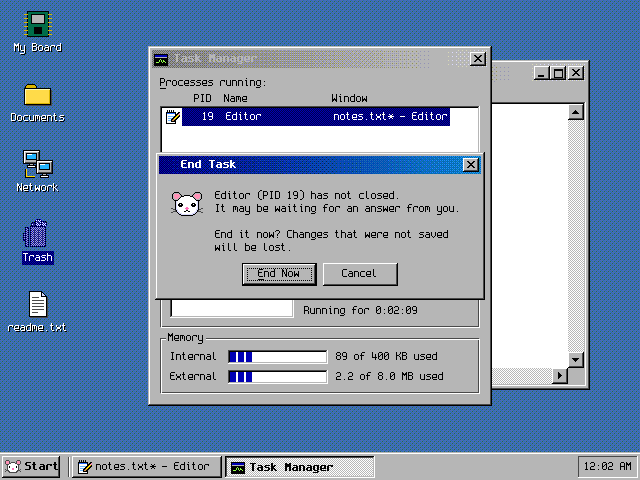 My Board
Documents
Network
Trash
readme.txt
Task Manager
Processes running:
PID Name Window
19 Editor notes.txt* - Editor
End Task
Editor (PID 19) has not closed.
It may be waiting for an answer from you.
End it now? Changes that were not saved
will be lost.
End Now Cancel
Running for 0:02:09
Memory
Internal 89 of 400 KB used
External 2.2 of 8.0 MB used
Start notes.txt* - Editor Task Manager 12:02 AM